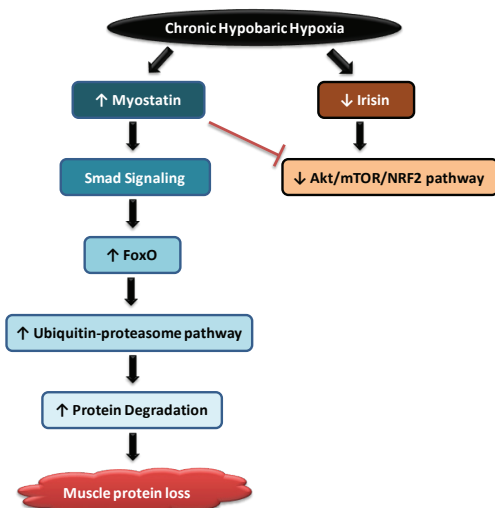 Chronic Hypobaric Hypoxia
↑ Myostatin
↓ Irisin
Smad Signaling
↓ Akt/mTOR/NRF2 pathway
↑ FoxO
↑ Ubiquitin-proteasome pathway
↑ Protein Degradation
Muscle protein loss